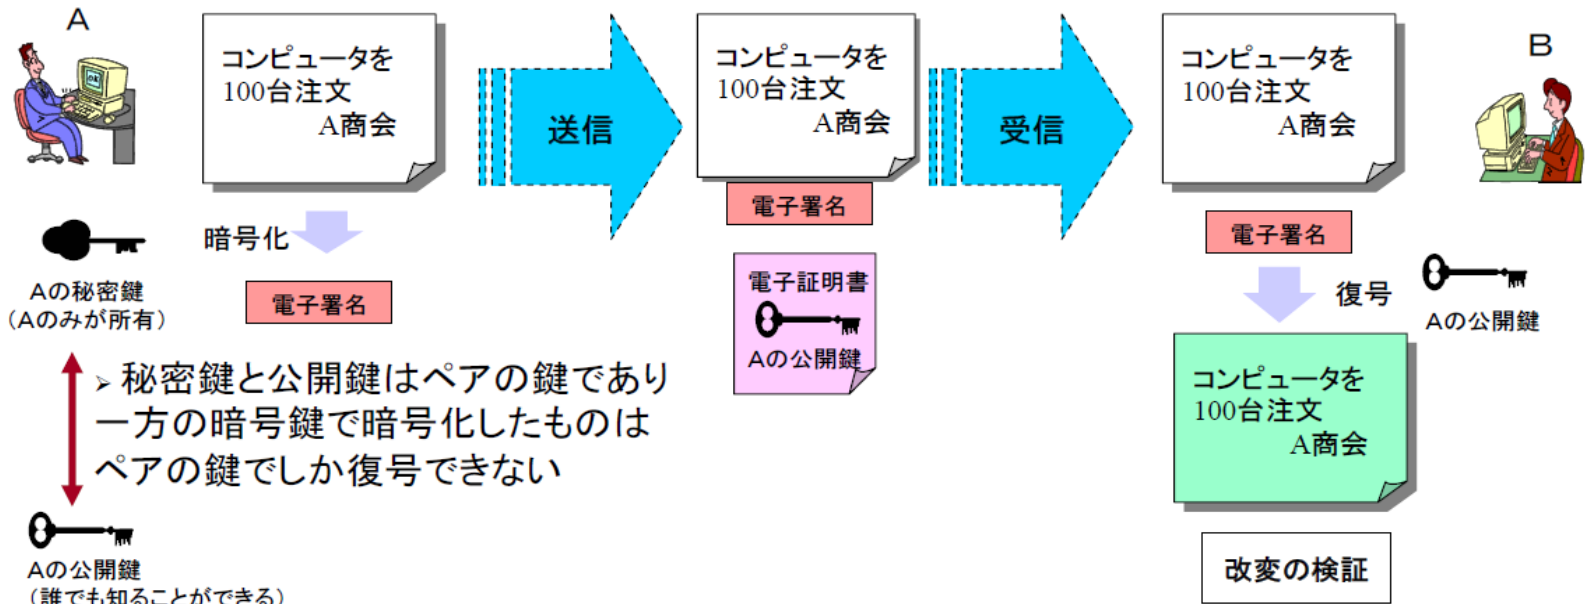 A
コンピュータを
100台注文
A商会
送信
コンピュータを
100台注文
A商会
受信
コンピュータを
100台注文
A商会
B
ok
暗号化
電子署名
Aの秘密鍵
(Aのみが所有)
電子署名
電子証明書
Aの公開鍵
電子署名
復号
Aの公開鍵
➢ 秘密鍵と公開鍵はペアの鍵であり
一方の暗号鍵で暗号化したものは
ペアの鍵でしか復号できない
コンピュータを
100台注文
A商会
Aの公開鍵
(誰でも知ることができる)
改変の検証